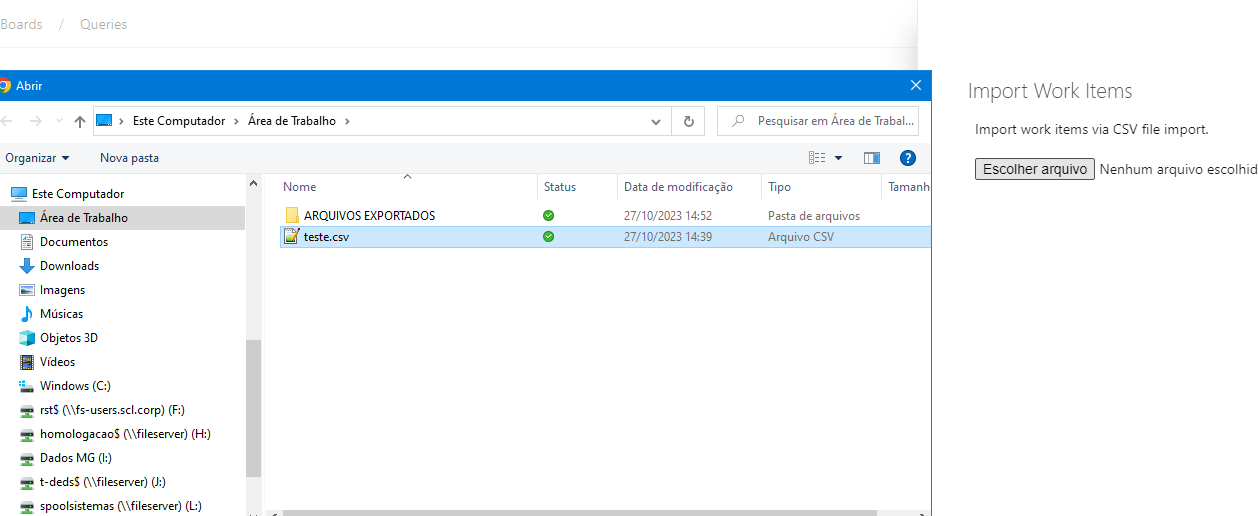 Boards / Queries
Abrir
Import Work Items
Este Computador > Área de Trabalho >
Pesquisar em Área de Trabal...
Import work items via CSV file import.
Organizar
Nova pasta
Escolher arquivo Nenhum arquivo escolhid
Nome Status Data de modificação Tipo Tamanh
ARQUIVOS EXPORTADOS 27/10/2023 14:52 Pasta de arquivos
teste.csv 27/10/2023 14:39 Arquivo CSV
Este Computador
Área de Trabalho
Documentos
Downloads
Imagens
Músicas
Objetos 3D
Vídeos
Windows (C:)
rst$ (\\fs-users.scl.corp) (F:)
homologacao$ (\\fileserver) (H:)
Dados MG (I:)
t-deds$ (\\fileserver) (J:)
spoolsistemas (\\fileserver) (L:)